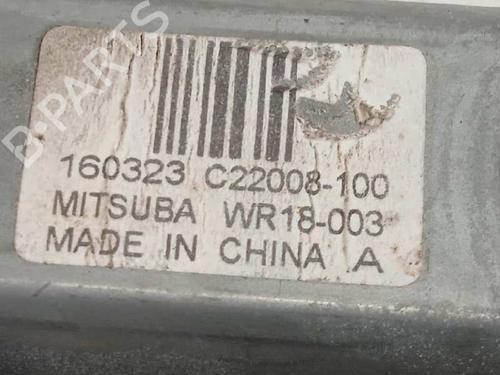 B-PARTS
160323 C22008-100
MITSUBA WR18-003
MADE IN CHINA A